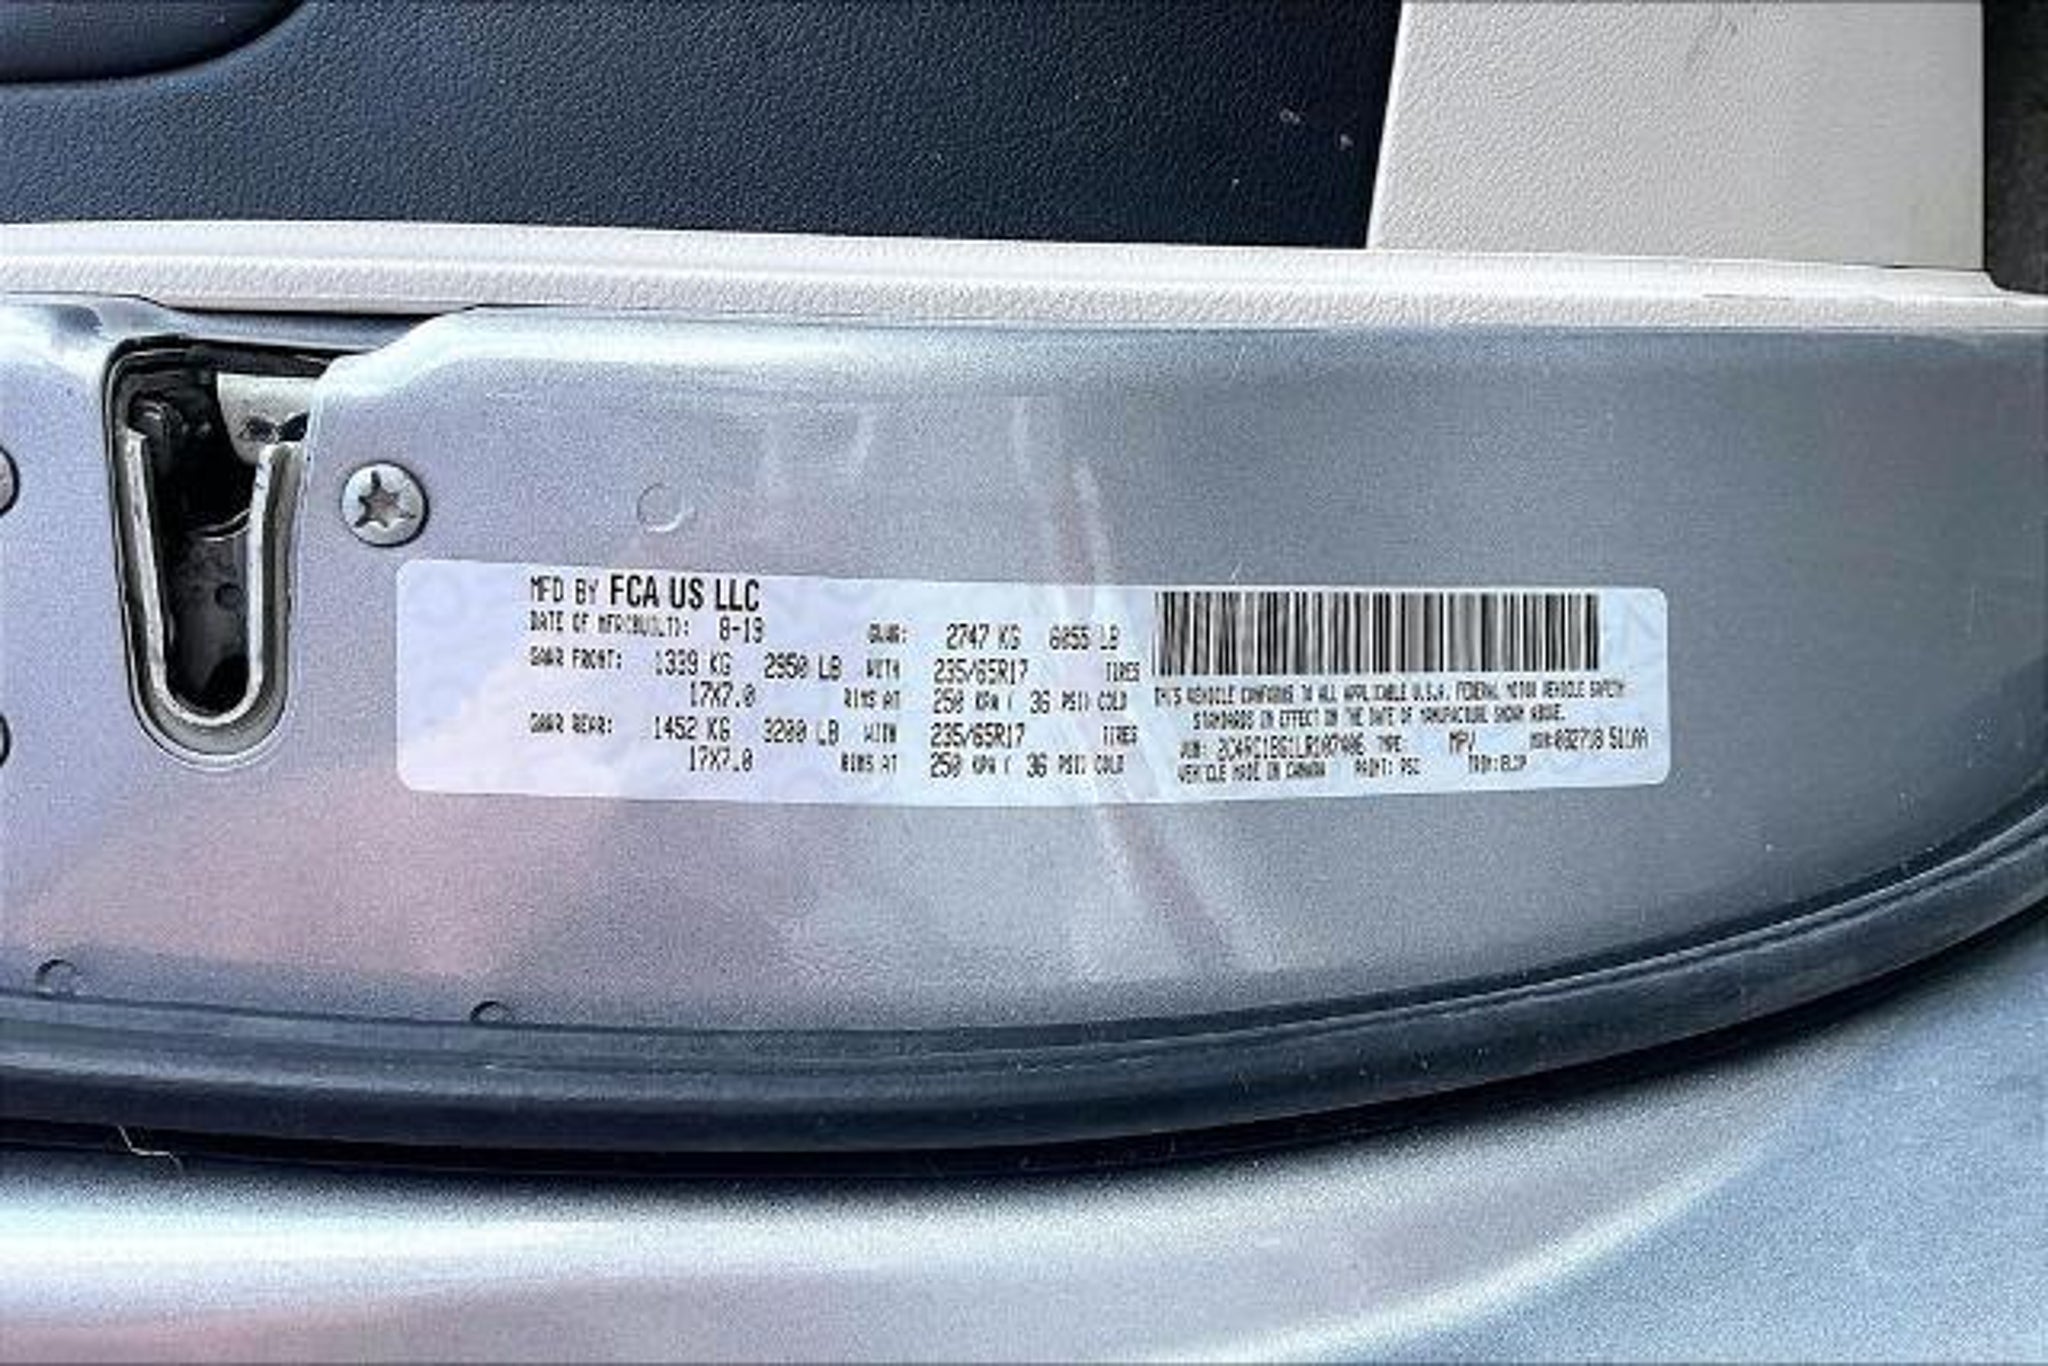 MFD BY FCA US LLC
DATE OF MFR(BUILT): 8-19 GVWR: 2747 KG 6055 LB
GAWR FRONT: 1339 KG 2950 LB WITH 235/65R17 TIRES
17X7.0 RIMS AT 250 KPA ( 36 PSI) COLD
GAWR REAR: 1452 KG 3200 LB WITH 235/65R17 TIRES
17X7.0 RIMS AT 250 KPA ( 36 PSI) COLD
THIS VEHICLE CONFORMS TO ALL APPLICABLE U.S.A. FEDERAL MOTOR VEHICLE SAFETY
STANDARDS IN EFFECT ON THE DATE OF MANUFACTURE SHOWN ABOVE.
VIN: TYPE: MPV
VEHICLE MADE IN CANADA PAINT: PSC